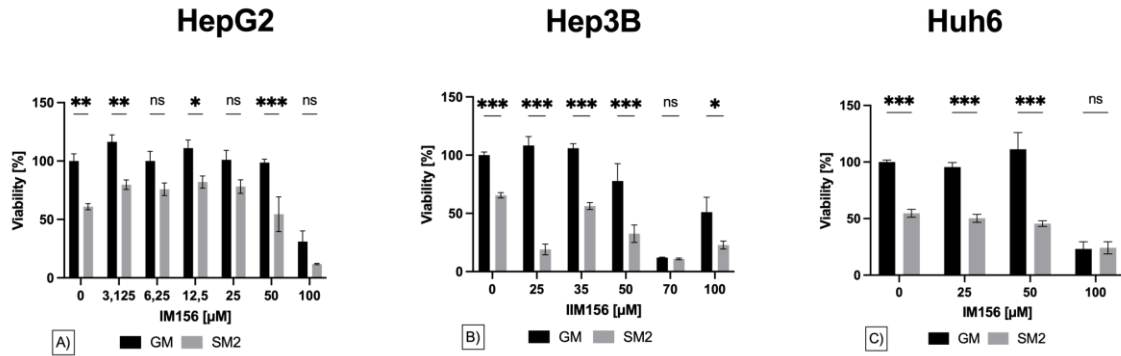 HepG2
Hep3B
Huh6
** ** ns * ns *** ns
150
100
50
0
Viability [%]
0 3,125 6,25 12,5 25 50 100
IM156 [µM]
A) GM SM2
*** *** *** *** ns *
150
100
50
0
Viability [%]
0 25 35 50 70 100
IIM156 [µM]
B) GM SM2
*** *** *** ns
150
100
50
0
Viability [%]
0 25 50 100
IM156 [µM]
C) GM SM2